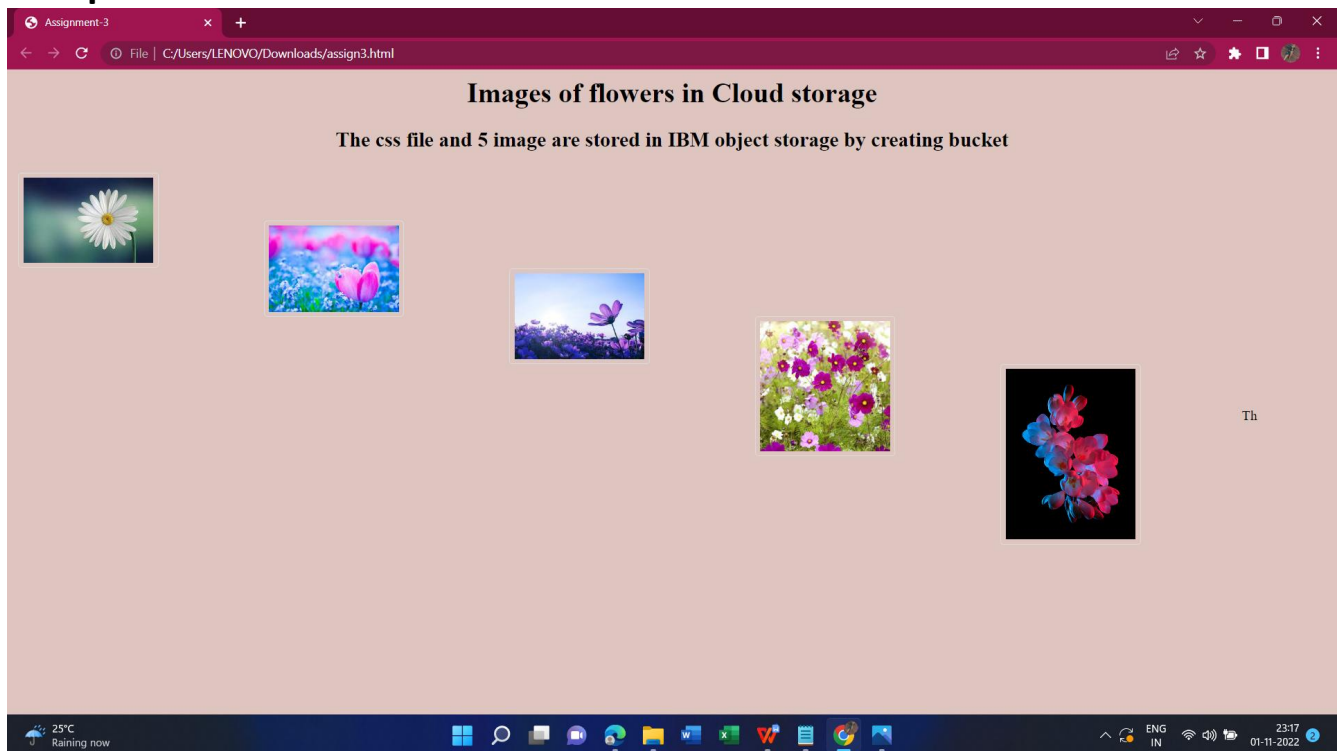 Assignment-3
File | C:/Users/LENOVO/Downloads/assign3.html
Images of flowers in Cloud storage
The css file and 5 image are stored in IBM object storage by creating bucket
Th
25°C
Raining now
ENG
IN
23:17
01-11-2022
2